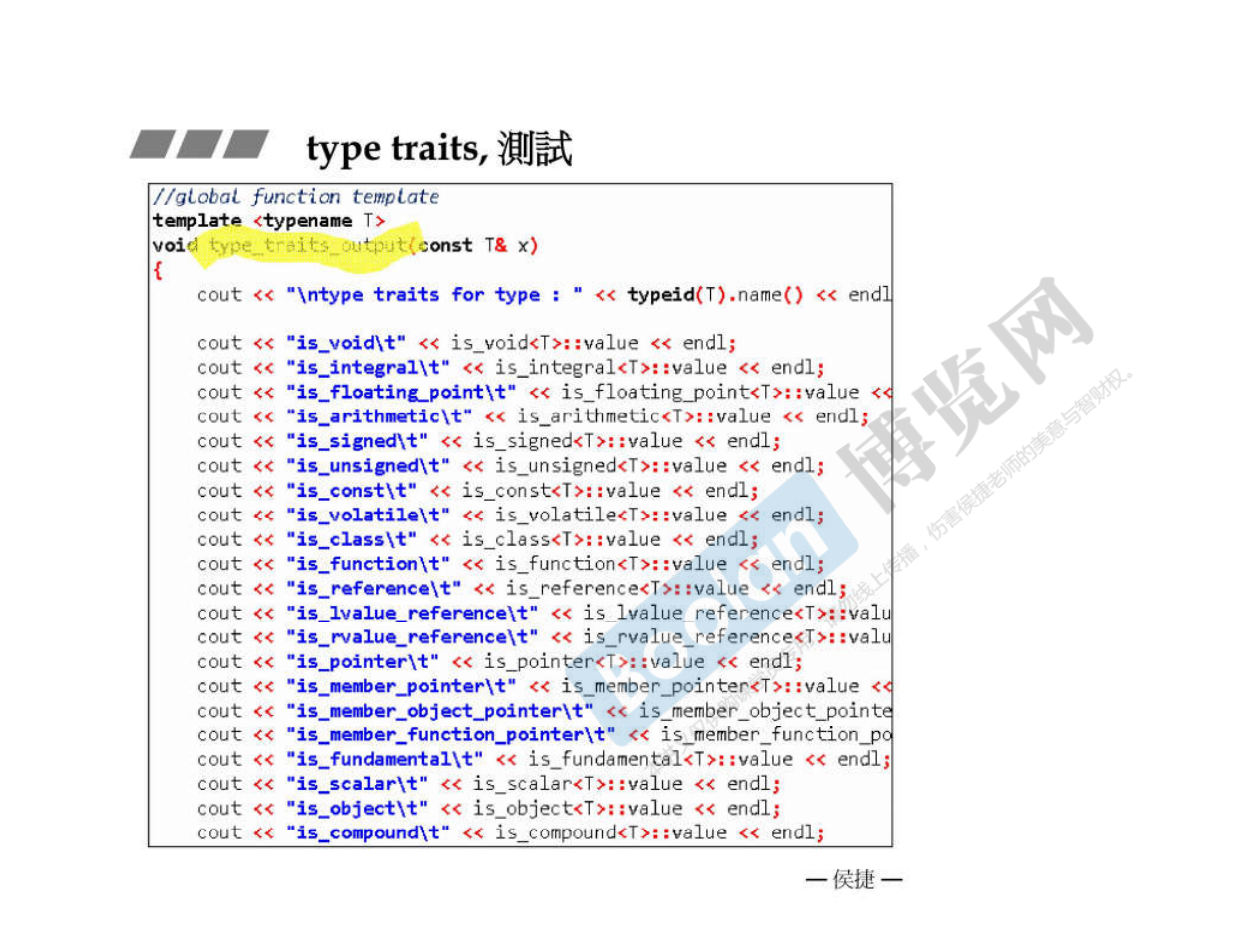 type traits, 測試
//global function template
template <typename T>
void type_traits_output(const T& x)
{
cout << "\ntype traits for type : " << typeid(T).name() << endl
cout << "is_void\t" << is_void<T>::value << endl;
cout << "is_integral\t" << is_integral<T>::value << endl;
cout << "is_floating_point\t" << is_floating_point<T>::value <<
cout << "is_arithmetic\t" << is_arithmetic<T>::value << endl;
cout << "is_signed\t" << is_signed<T>::value << endl;
cout << "is_unsigned\t" << is_unsigned<T>::value << endl;
cout << "is_const\t" << is_const<T>::value << endl;
cout << "is_volatile\t" << is_volatile<T>::value << endl;
cout << "is_class\t" << is_class<T>::value << endl;
cout << "is_function\t" << is_function<T>::value << endl;
cout << "is_reference\t" << is_reference<T>::value << endl;
cout << "is_lvalue_reference\t" << is_lvalue_reference<T>::valu
cout << "is_rvalue_reference\t" << is_rvalue_reference<T>::valu
cout << "is_pointer\t" << is_pointer<T>::value << endl;
cout << "is_member_pointer\t" << is_member_pointer<T>::value <<
cout << "is_member_object_pointer\t" << is_member_object_pointe
cout << "is_member_function_pointer\t" << is_member_function_po
cout << "is_fundamental\t" << is_fundamental<T>::value << endl;
cout << "is_scalar\t" << is_scalar<T>::value << endl;
cout << "is_object\t" << is_object<T>::value << endl;
cout << "is_compound\t" << is_compound<T>::value << endl;
— 侯捷 —
Boolan 博览网
线上传播，伤害侯捷老师的美意与智财权。